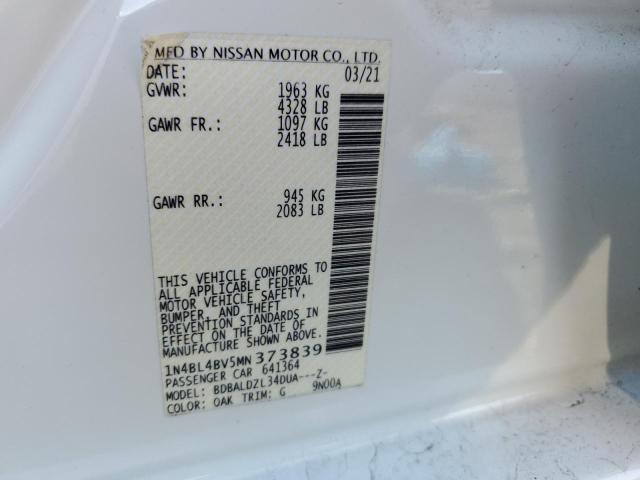 MFD BY NISSAN MOTOR CO., LTD.
DATE: 03/21
GVWR: 1963 KG
4328 LB
GAWR FR.: 1097 KG
2418 LB
GAWR RR.: 945 KG
2083 LB
THIS VEHICLE CONFORMS TO
ALL APPLICABLE FEDERAL
MOTOR VEHICLE SAFETY,
BUMPER, AND THEFT
PREVENTION STANDARDS IN
EFFECT ON THE DATE OF
MANUFACTURE SHOWN ABOVE.
1N4BL4BV5MN373839
PASSENGER CAR 641364
MODEL: BDBALDZL34DUA---Z-
COLOR: OAK TRIM: G 9N00A